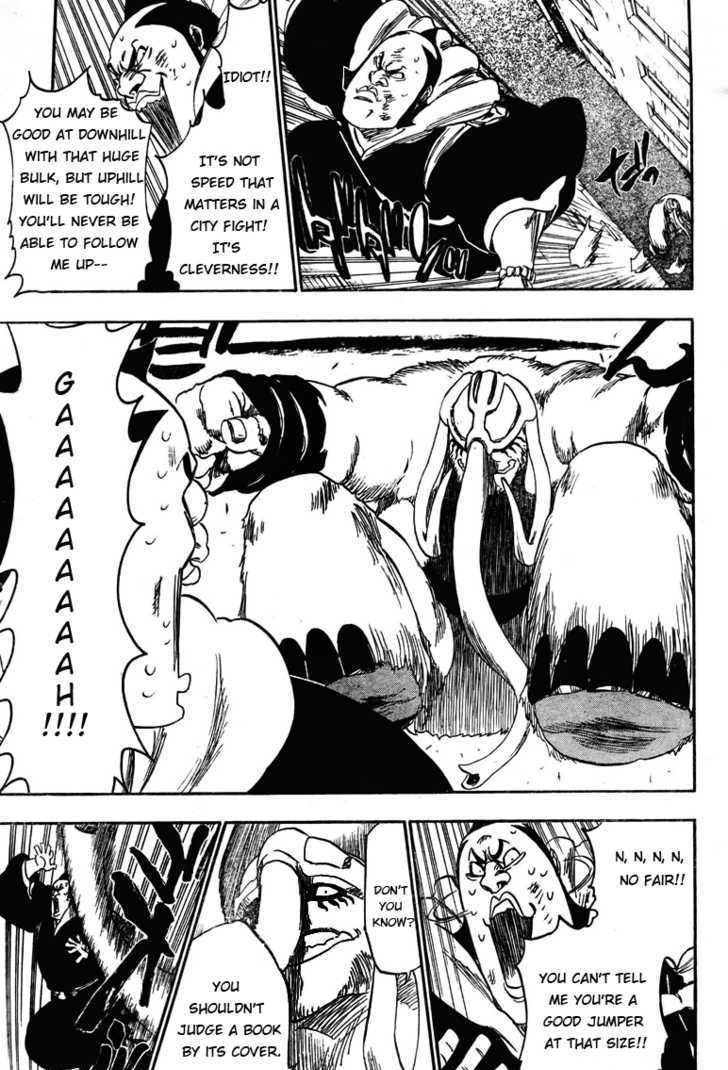 IDIOT!!
IT'S NOT
SPEED THAT
MATTERS IN A
CITY FIGHT!
IT'S
CLEVERNESS!!
YOU MAY BE
GOOD AT DOWNHILL
WITH THAT HUGE
BULK, BUT UPHILL
WILL BE TOUGH!
YOU'LL NEVER BE
ABLE TO FOLLOW
ME UP--
G
A
A
A
A
A
A
A
A
A
H
!!!!
N, N, N, N,
NO FAIR!!
YOU CAN'T TELL
ME YOU'RE A
GOOD JUMPER
AT THAT SIZE!!
DON'T
YOU
KNOW?
YOU
SHOULDN'T
JUDGE A BOOK
BY ITS COVER.